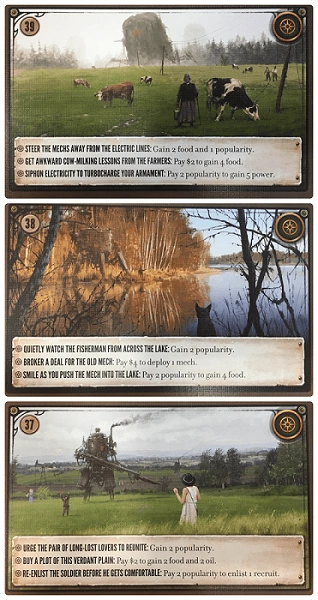 39
STEER THE MECHS AWAY FROM THE ELECTRIC LINES: Gain 2 food and 1 popularity.
GET AWKWARD COW-MILKING LESSONS FROM THE FARMERS: Pay $2 to gain 4 food.
SIPHON ELECTRICITY TO TURBOCHARGE YOUR ARMAMENT: Pay 2 popularity to gain 5 power.
38
QUIETLY WATCH THE FISHERMAN FROM ACROSS THE LAKE: Gain 2 popularity.
BROKER A DEAL FOR THE OLD MECH: Pay $4 to deploy 1 mech.
SMILE AS YOU PUSH THE MECH INTO THE LAKE: Pay 2 popularity to gain 4 food.
37
URGE THE PAIR OF LONG-LOST LOVERS TO REUNITE: Gain 2 popularity.
BUY A PLOT OF THIS VERDANT PLAIN: Pay $2 to gain 2 food and 2 oil.
RE-ENLIST THE SOLDIER BEFORE HE GETS COMFORTABLE: Pay 2 popularity to enlist 1 recruit.